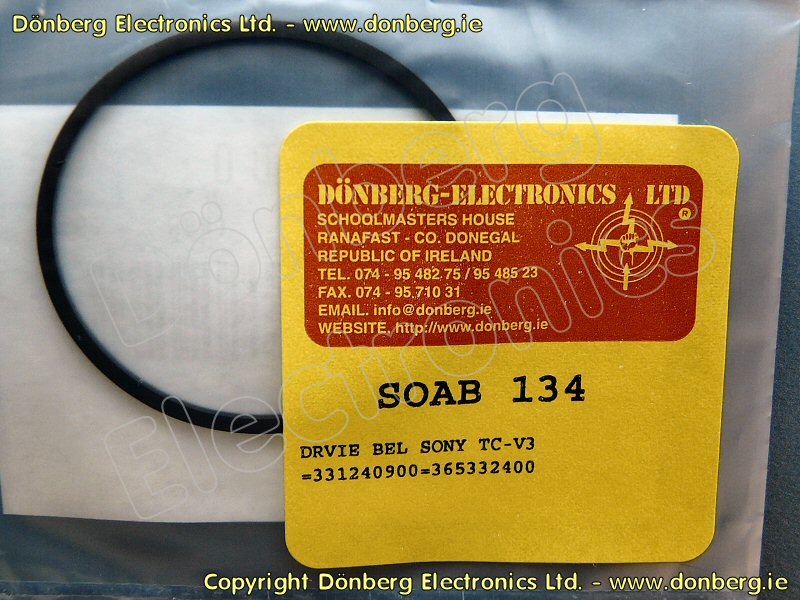 Dönberg Electronics Ltd. - www.donberg.ie
DÖNBERG-ELECTRONICS LTD
®
SCHOOLMASTERS HOUSE
RANAFAST - CO. DONEGAL
REPUBLIC OF IRELAND
TEL. 074 - 95 482 75 / 95 485 23
FAX. 074 - 95 710 31
EMAIL. info@donberg.ie
WEBSITE, http://www.donberg.ie
Dönberg
Electronics
SOAB 134
DRVIE BEL SONY TC-V3
=331240900=365332400
Copyright Dönberg Electronics Ltd. - www.donberg.ie